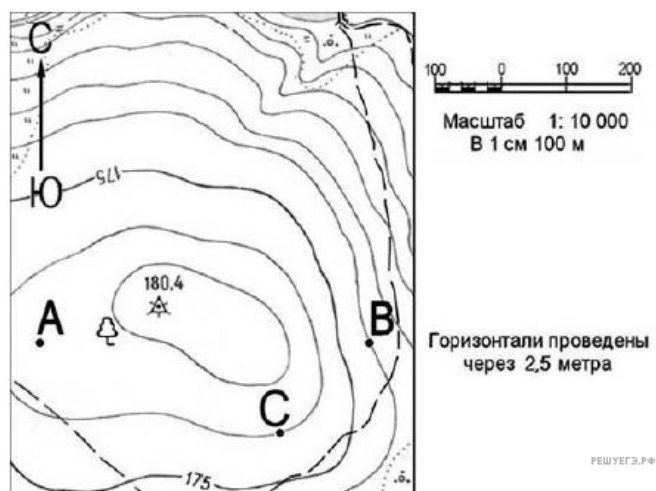 С
Ю
175
180.4
А
В
С
175
100 0 100 200
Масштаб 1: 10 000
В 1 см 100 м
Горизонтали проведены
через 2,5 метра
РЕШУЕГЭ.РФ